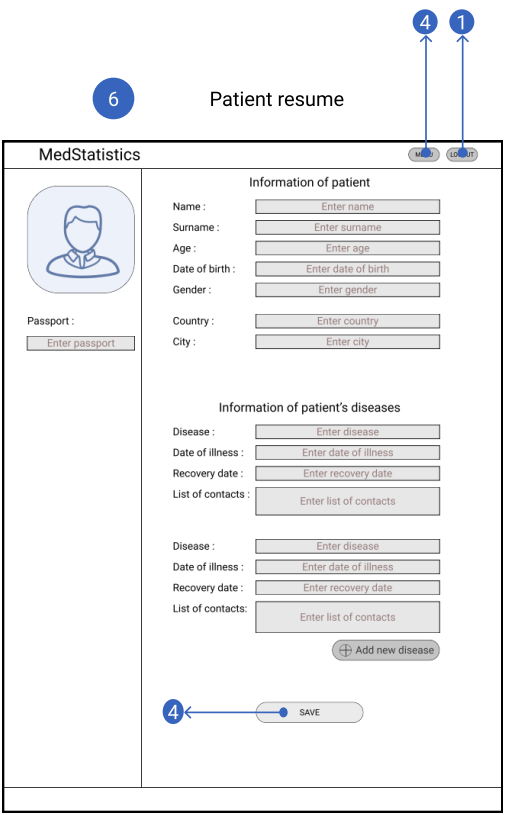 4 1
6 Patient resume
MedStatistics
Information of patient
Name : Enter name
Surname : Enter surname
Age : Enter age
Date of birth : Enter date of birth
Gender : Enter gender
Passport :
Enter passport
Country : Enter country
City : Enter city
Information of patient's diseases
Disease : Enter disease
Date of illness : Enter date of illness
Recovery date : Enter recovery date
List of contacts : Enter list of contacts
Disease : Enter disease
Date of illness : Enter date of illness
Recovery date : Enter recovery date
List of contacts: Enter list of contacts
Add new disease
4 SAVE